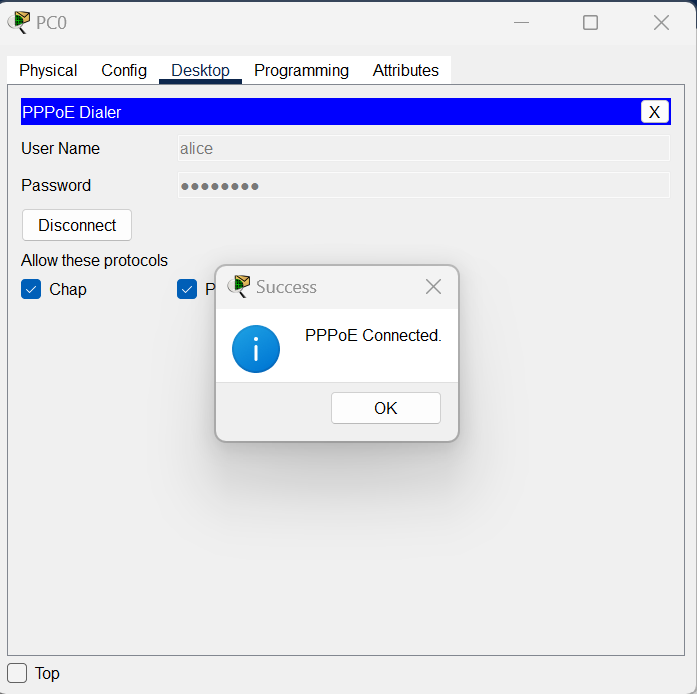 PC0
Physical Config Desktop Programming Attributes
PPPoE Dialer X
User Name alice
Password ●●●●●●●●
Disconnect
Allow these protocols
Chap P
Success
PPPoE Connected.
OK
Top